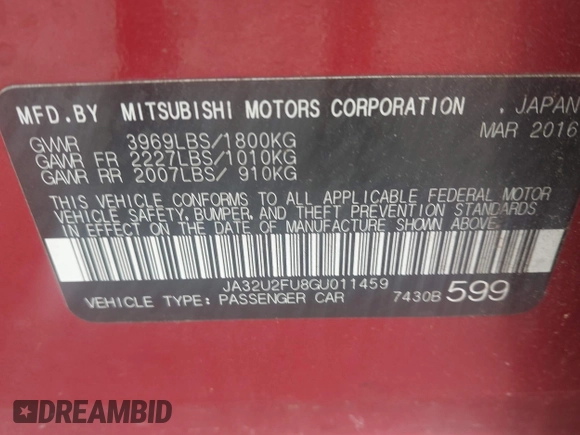 MFD.BY MITSUBISHI MOTORS CORPORATION . JAPAN
MAR 2016
GVWR 3969LBS/1800KG
GAWR FR 2227LBS/1010KG
GAWR RR 2007LBS/ 910KG
THIS VEHICLE CONFORMS TO ALL APPLICABLE FEDERAL MOTOR
VEHICLE SAFETY, BUMPER, AND THEFT PREVENTION STANDARDS
IN EFFECT ON THE DATE OF MANUFACTURE SHOWN ABOVE.
JA32U2FU8GU011459
VEHICLE TYPE: PASSENGER CAR 7430B 599
DREAMBID